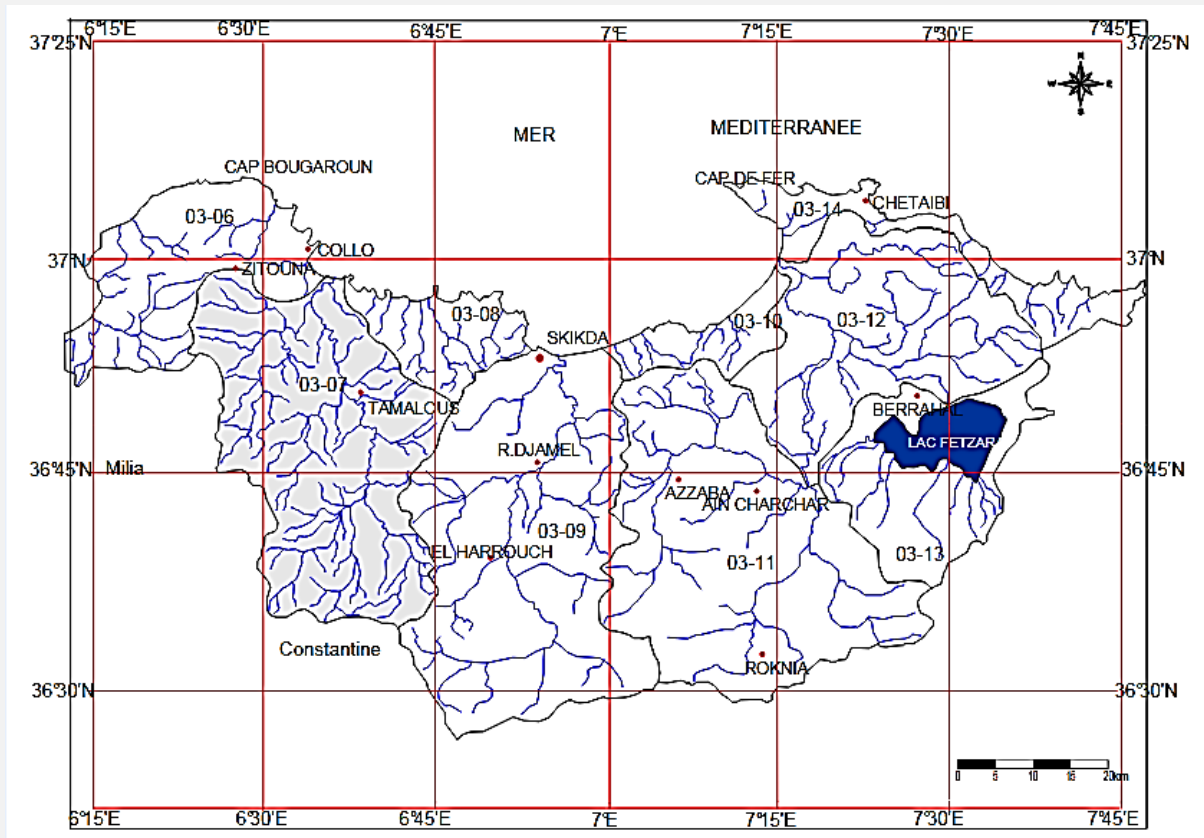 6°15'E 6°30'E 6°45'E 7°E 7°15'E 7°30'E 7°45'E
37°25'N 37°25'N
N
W E
S
MER MEDITERRANEE
CAP BOUGAROUN
CAP DE FER
CHETAIBI
03-06
03-14
COLLO
37°N 37°N
ZITOUNA
03-08
03-10
03-12
SKIKDA
03-07
TAMALOUS
BERRAHAL
LAC FETZAR
R.DJAMEL
36°45'N Milia 36°45'N
AZZABA
AIN CHARCHAR
03-09
EL HARROUCH
03-11
03-13
Constantine
ROKNIA
36°30'N 36°30'N
0 5 10 15 20km
6°15'E 6°30'E 6°45'E 7°E 7°15'E 7°30'E 7°45'E